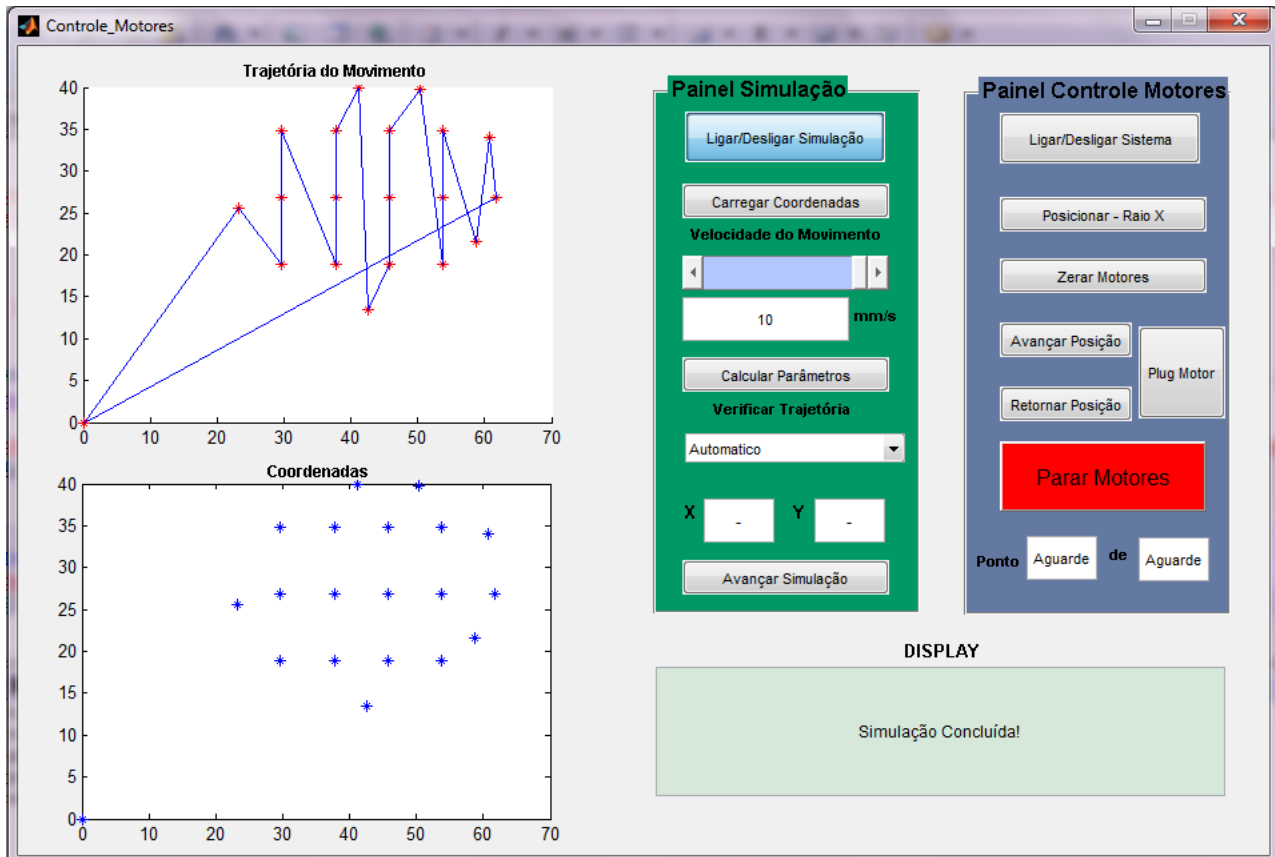 Controle_Motores
Trajetória do Movimento
40
35
30
25
20
15
10
5
0
0 10 20 30 40 50 60 70
Coordenadas
40
35
30
25
20
15
10
5
0
0 10 20 30 40 50 60 70
Painel Simulação
Ligar/Desligar Simulação
Carregar Coordenadas
Velocidade do Movimento
10 mm/s
Calcular Parâmetros
Verificar Trajetória
Automatico
X - Y -
Avançar Simulação
Painel Controle Motores
Ligar/Desligar Sistema
Posicionar - Raio X
Zerar Motores
Avançar Posição
Plug Motor
Retornar Posição
Parar Motores
Ponto Aguarde de Aguarde
DISPLAY
Simulação Concluída!